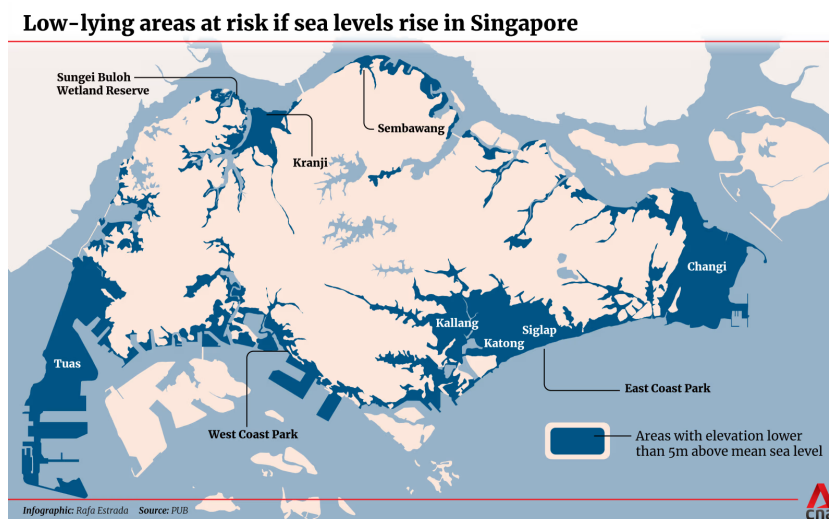 Low-lying areas at risk if sea levels rise in Singapore
Sungei Buloh
Wetland Reserve
Sembawang
Kranji
Changi
Kallang
Siglap
Katong
Tuas
East Coast Park
West Coast Park
Areas with elevation lower
than 5m above mean sea level
Infographic: Rafa Estrada Source: PUB
cna